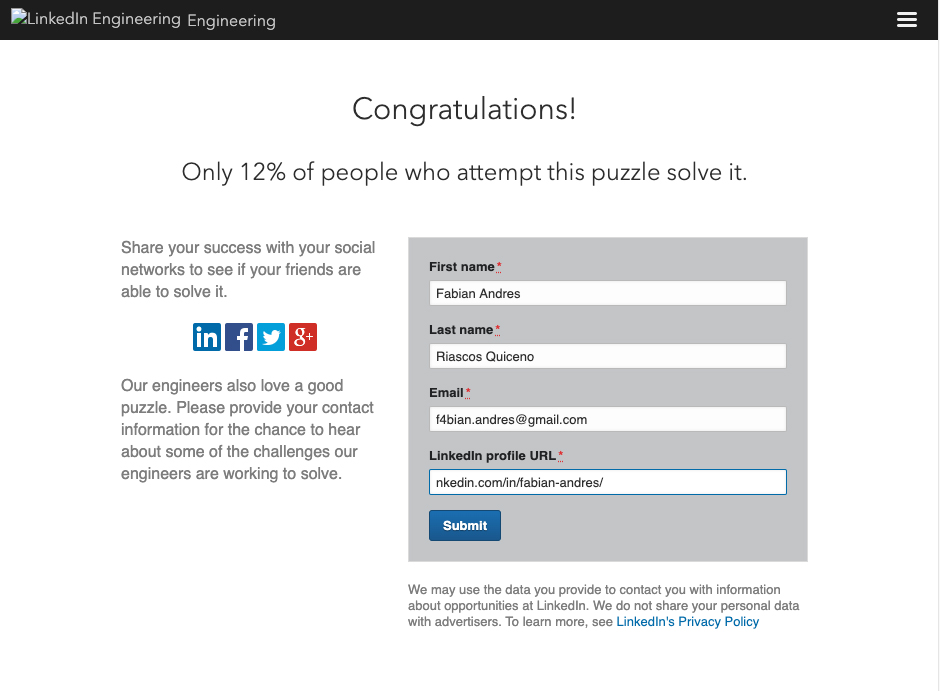 LinkedIn Engineering Engineering
Congratulations!
Only 12% of people who attempt this puzzle solve it.
Share your success with your social
networks to see if your friends are
able to solve it.
in f g+
Our engineers also love a good
puzzle. Please provide your contact
information for the chance to hear
about some of the challenges our
engineers are working to solve.
First name*
Fabian Andres
Last name*
Riascos Quiceno
Email*
f4bian.andres@gmail.com
LinkedIn profile URL*
nkedin.com/in/fabian-andres/
Submit
We may use the data you provide to contact you with information
about opportunities at LinkedIn. We do not share your personal data
with advertisers. To learn more, see LinkedIn's Privacy Policy